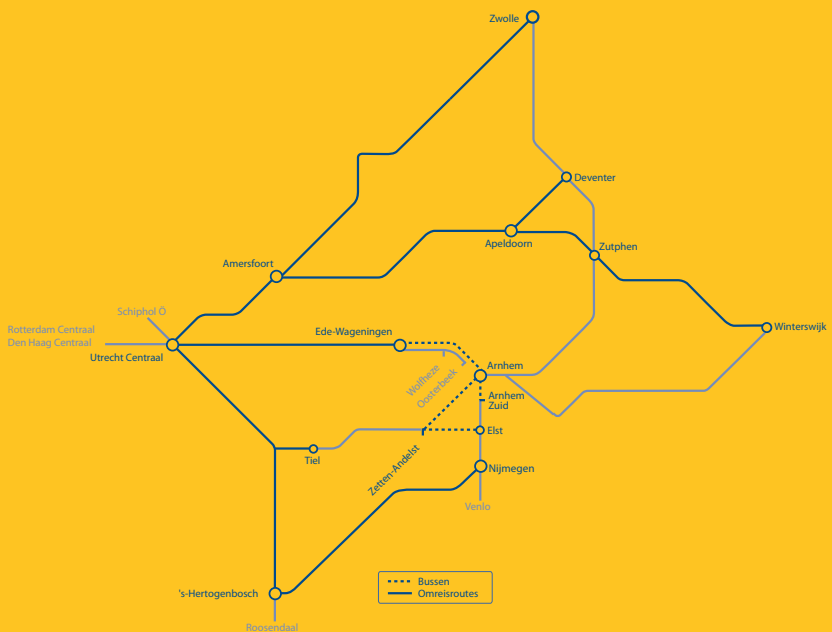 Zwolle
Deventer
Apeldoorn
Zutphen
Amersfoort
Schiphol Ö
Rotterdam Centraal
Den Haag Centraal
Utrecht Centraal
Ede-Wageningen
Winterswijk
Wolfheze
Oosterbeek
Arnhem
Arnhem
Zuid
Elst
Tiel
Zetten-Andelst
Nijmegen
Venlo
's-Hertogenbosch
Bussen
Omreisroutes
Roosendaal